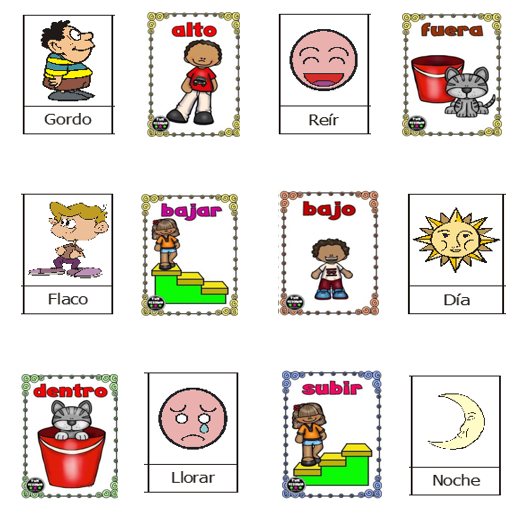 Gordo
alto
Reír
fuera
Flaco
bajar
bajo
Día
dentro
Llorar
subir
Noche